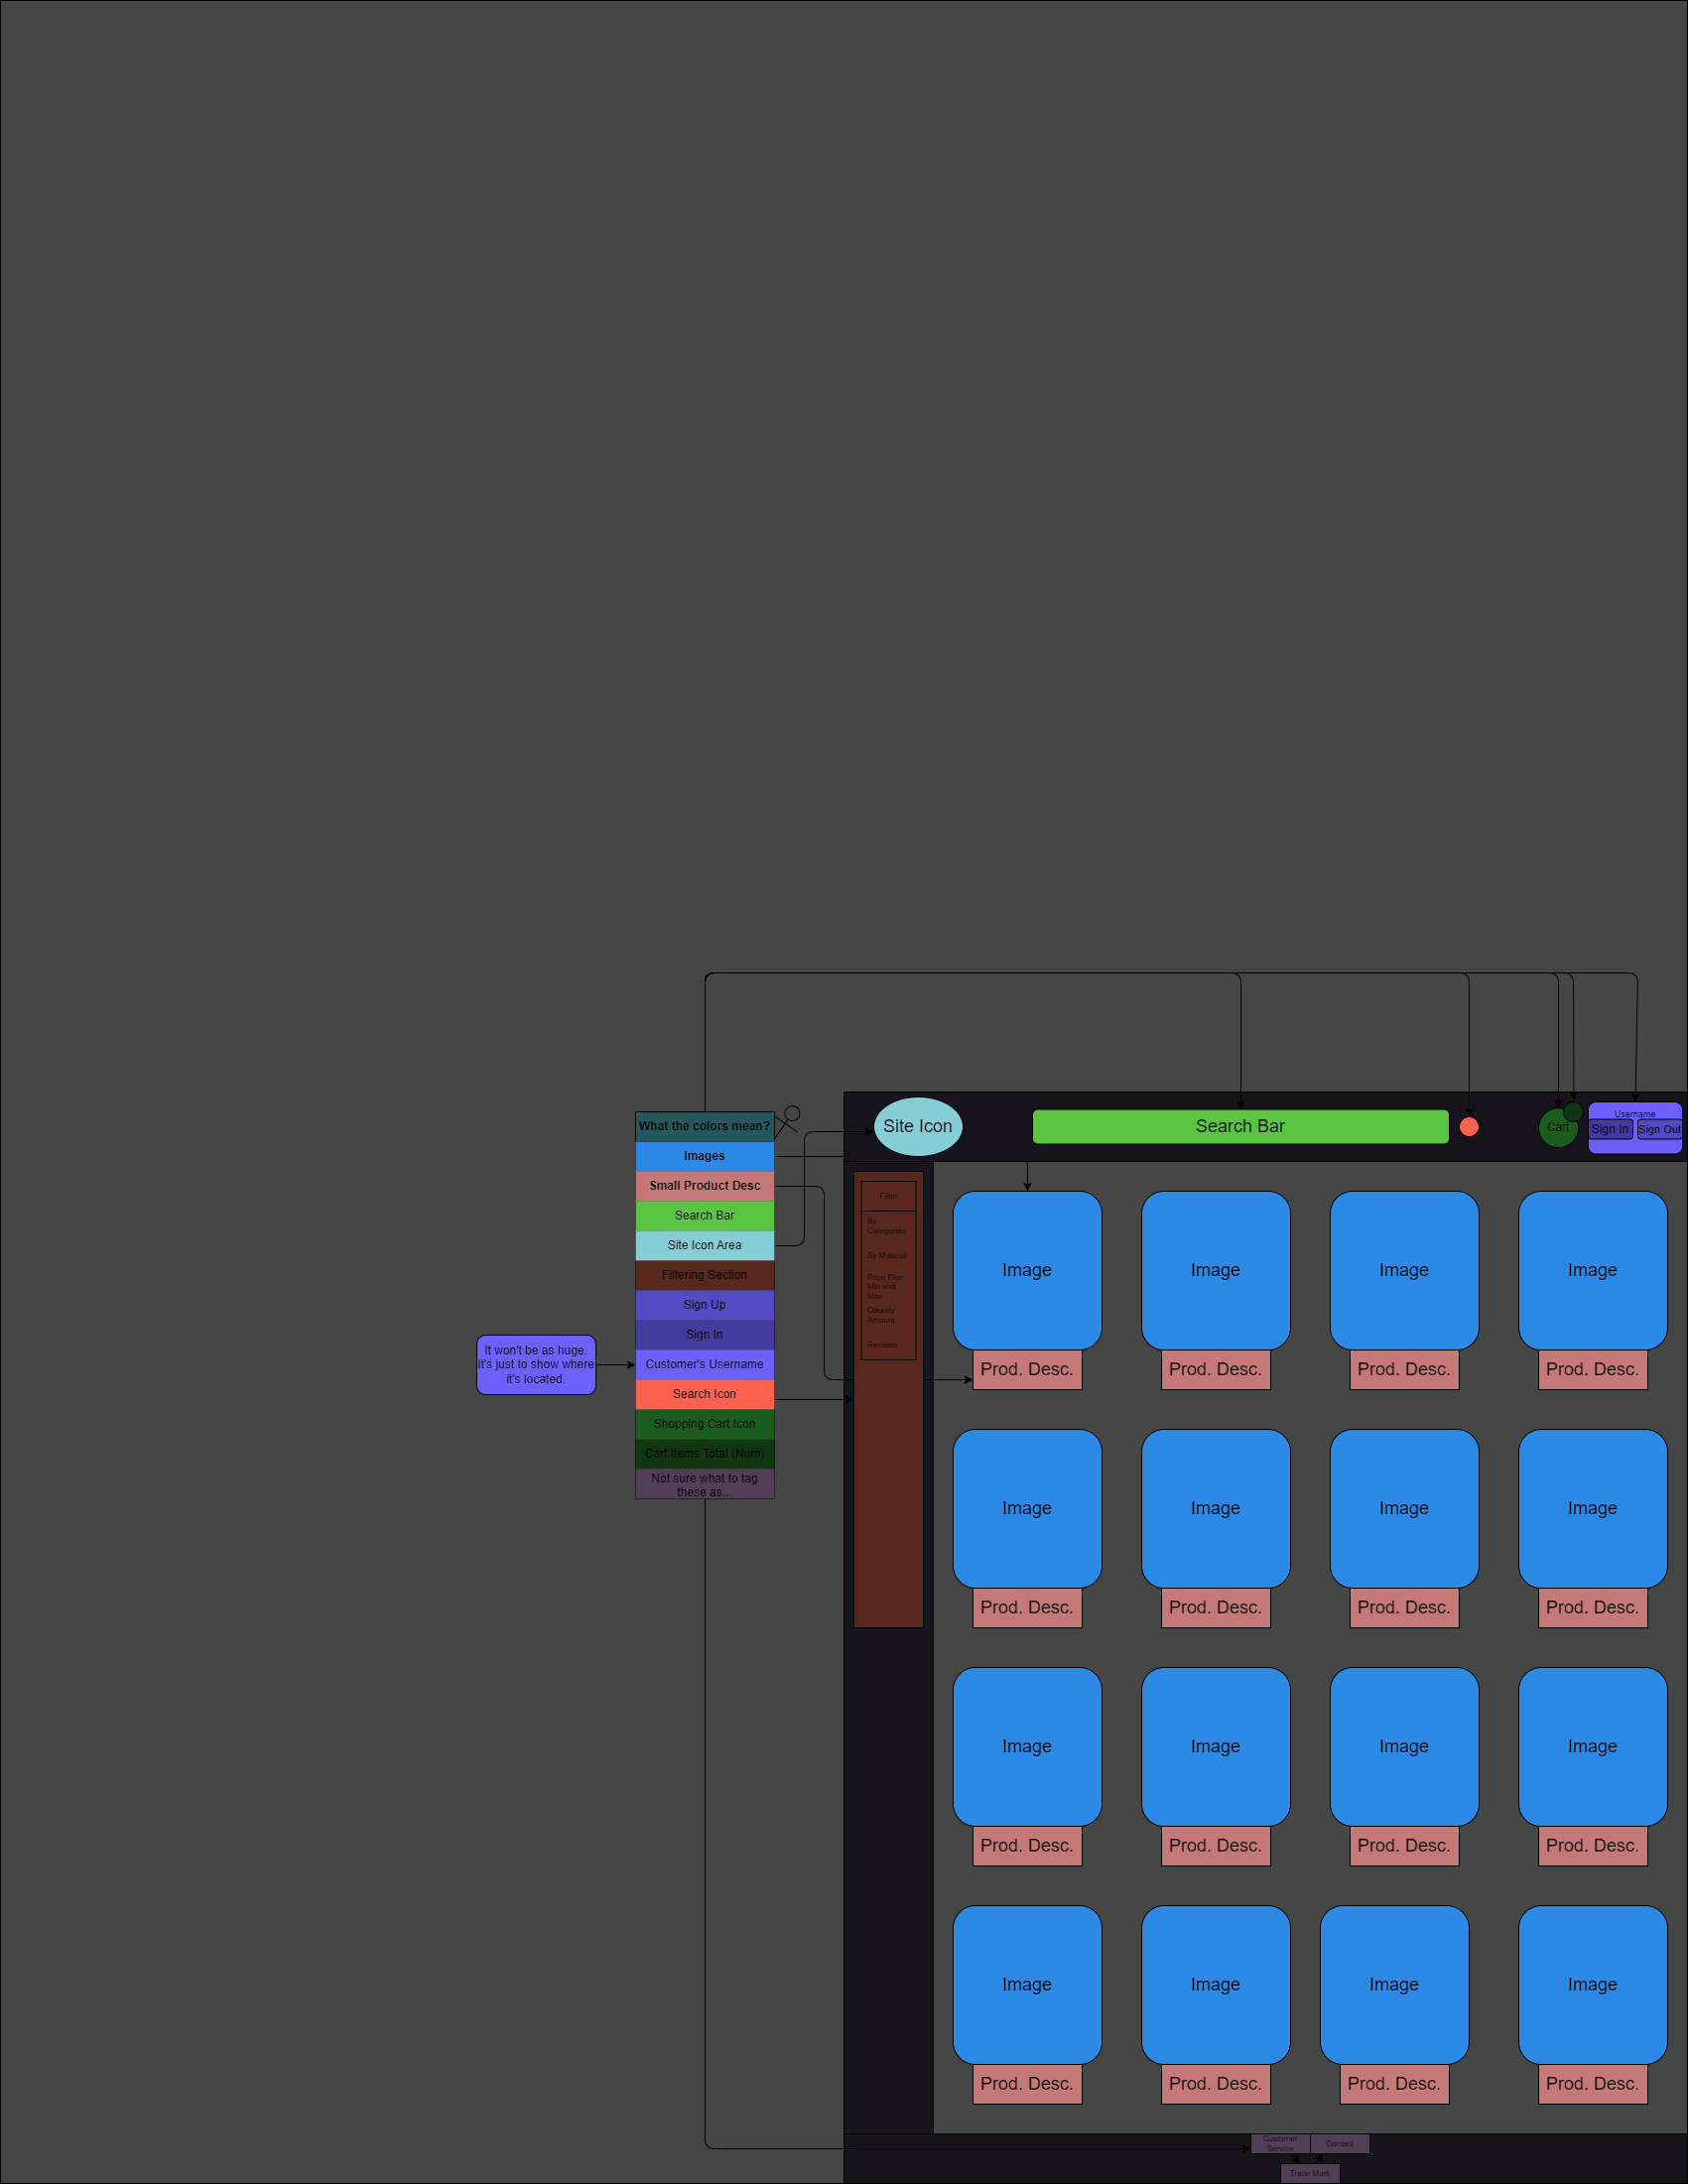 What the colors mean?
Images
Small Product Desc
Search Bar
Site Icon Area
Filtering Section
Sign Up
Sign In
Customer's Username
Search Icon
Shopping Cart Icon
Cart Items Total (Num)
Not sure what to tag
these as...
It won't be as huge.
It's just to show where
it's located.
Site Icon
Search Bar
Cart
Username
Sign In
Sign Out
Filter
By
Categories
By Material
Price Filer
Min and
Max
Qaunity
Amount
Reviews
Image
Image
Image
Image
Prod. Desc.
Prod. Desc.
Prod. Desc.
Prod. Desc.
Image
Image
Image
Image
Prod. Desc.
Prod. Desc.
Prod. Desc.
Prod. Desc.
Image
Image
Image
Image
Prod. Desc.
Prod. Desc.
Prod. Desc.
Prod. Desc.
Image
Image
Image
Image
Prod. Desc.
Prod. Desc.
Prod. Desc.
Prod. Desc.
Customer
Service
Contact
Trade Mark